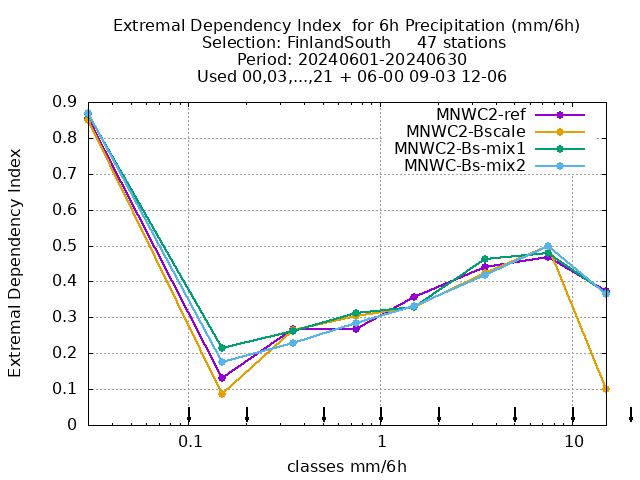 Extremal Dependency Index  for 6h Precipitation (mm/6h)
Selection: FinlandSouth     47 stations
Period: 20240601-20240630
Used 00,03,...,21 + 06-00 09-03 12-06
MNWC2-ref
MNWC2-Bscale
MNWC2-Bs-mix1
MNWC-Bs-mix2
Extremal Dependency Index
0.9
0.8
0.7
0.6
0.5
0.4
0.3
0.2
0.1
0
0.1
1
10
classes mm/6h